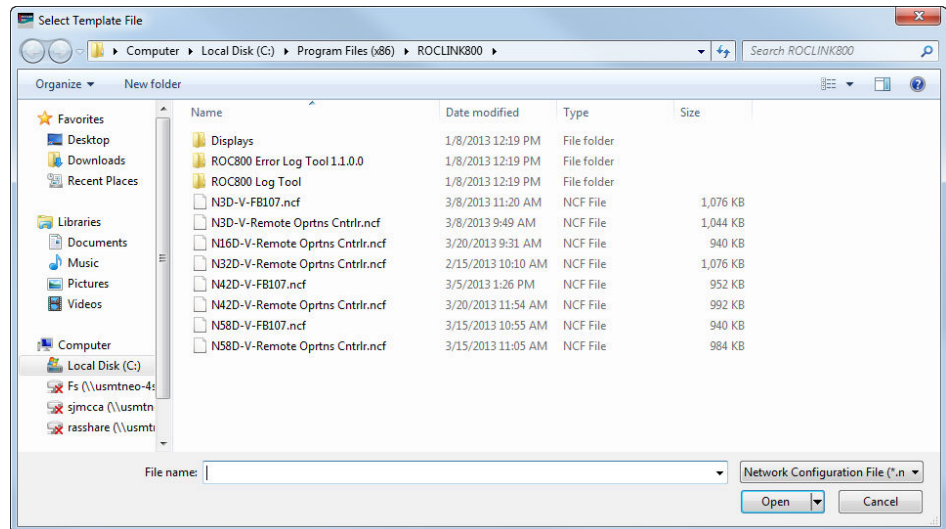 Select Template File
Computer ▸ Local Disk (C:) ▸ Program Files (x86) ▸ ROCLINK800 ▸
Search ROCLINK800
Organize New folder
Name Date modified Type Size
Favorites
Desktop
Downloads
Recent Places
Libraries
Documents
Music
Pictures
Videos
Computer
Local Disk (C:)
Fs (\\usmtneo-4s
sjmcca (\\usmtn
rasshare (\\usmt
Displays 1/8/2013 12:19 PM File folder
ROC800 Error Log Tool 1.1.0.0 1/8/2013 12:19 PM File folder
ROC800 Log Tool 1/8/2013 12:19 PM File folder
N3D-V-FB107.ncf 3/8/2013 11:20 AM NCF File 1,076 KB
N3D-V-Remote Oprtns Cntrlr.ncf 3/8/2013 9:49 AM NCF File 1,044 KB
N16D-V-Remote Oprtns Cntrlr.ncf 3/20/2013 9:31 AM NCF File 940 KB
N32D-V-Remote Oprtns Cntrlr.ncf 2/15/2013 10:10 AM NCF File 1,076 KB
N42D-V-FB107.ncf 3/5/2013 1:26 PM NCF File 952 KB
N42D-V-Remote Oprtns Cntrlr.ncf 3/20/2013 11:54 AM NCF File 992 KB
N58D-V-FB107.ncf 3/15/2013 10:55 AM NCF File 940 KB
N58D-V-Remote Oprtns Cntrlr.ncf 3/15/2013 11:05 AM NCF File 984 KB
File name:
Network Configuration File (*.n
Open Cancel